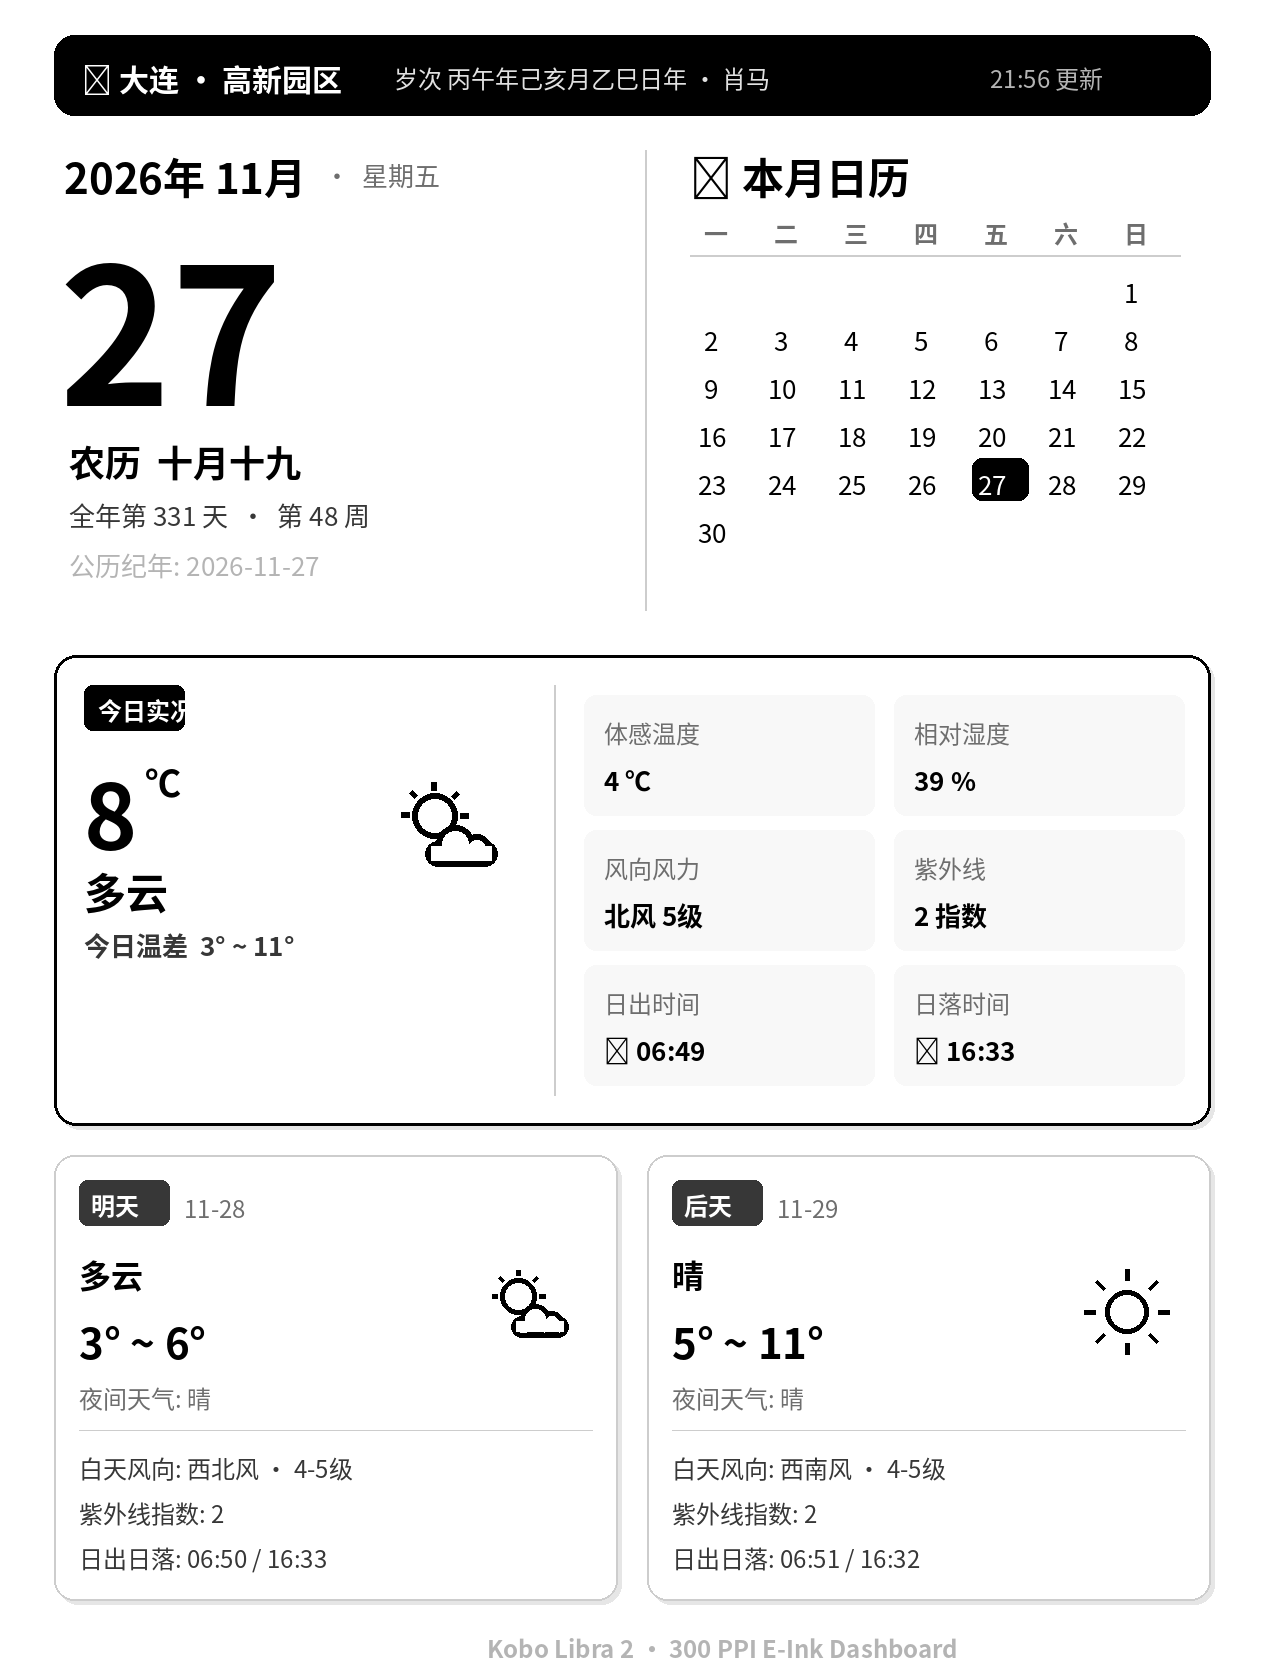 大连 · 高新园区 岁次 丙午年己亥月乙巳日年 · 肖马 21:56 更新
2026年 11月 · 星期五
27
农历 十月十九
全年第 331 天 · 第 48 周
公历纪年: 2026-11-27
本月日历
一 二 三 四 五 六 日
1
2 3 4 5 6 7 8
9 10 11 12 13 14 15
16 17 18 19 20 21 22
23 24 25 26 27 28 29
30
今日实况
8 °C
多云
今日温差 3° ~ 11°
体感温度
4 °C
相对湿度
39 %
风向风力
北风 5级
紫外线
2 指数
日出时间
06:49
日落时间
16:33
明天 11-28
多云
3° ~ 6°
夜间天气: 晴
白天风向: 西北风 · 4-5级
紫外线指数: 2
日出日落: 06:50 / 16:33
后天 11-29
晴
5° ~ 11°
夜间天气: 晴
白天风向: 西南风 · 4-5级
紫外线指数: 2
日出日落: 06:51 / 16:32
Kobo Libra 2 · 300 PPI E-Ink Dashboard